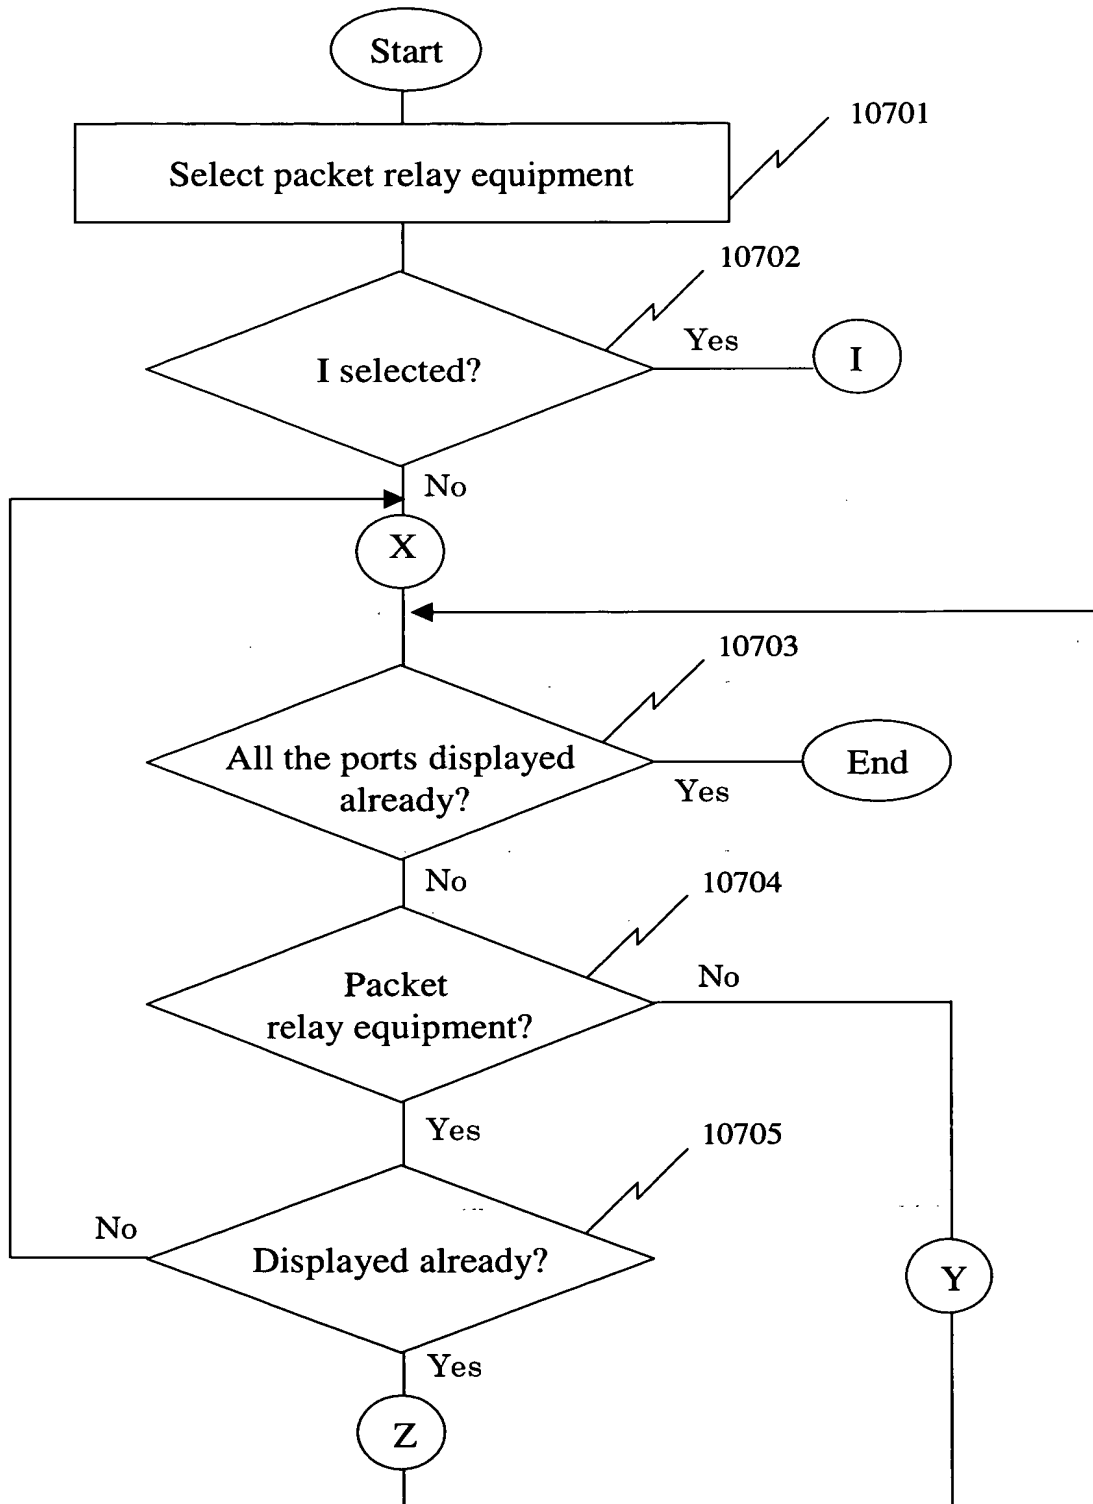 Start
10701
Select packet relay equipment
10702
Yes
I selected?
I
No
X
10703
All the ports displayed
already?
End
Yes
No
10704
Packet
relay equipment?
No
Yes
10705
No
Displayed already?
Y
Yes
Z